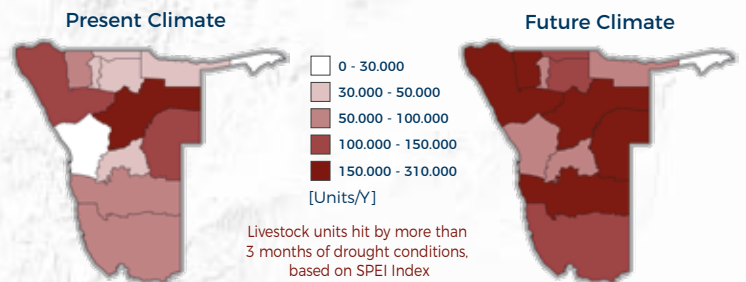 Present Climate
Future Climate
0 - 30.000
30.000 - 50.000
50.000 - 100.000
100.000 - 150.000
150.000 - 310.000
[Units/Y]
Livestock units hit by more than
3 months of drought conditions,
based on SPEI Index